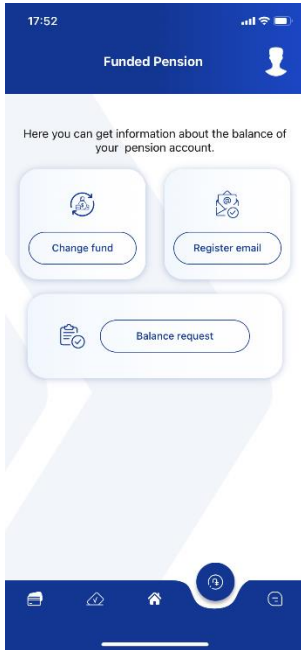 17:52
Funded Pension
Here you can get information about the balance of
your pension account.
Change fund
Register email
Balance request